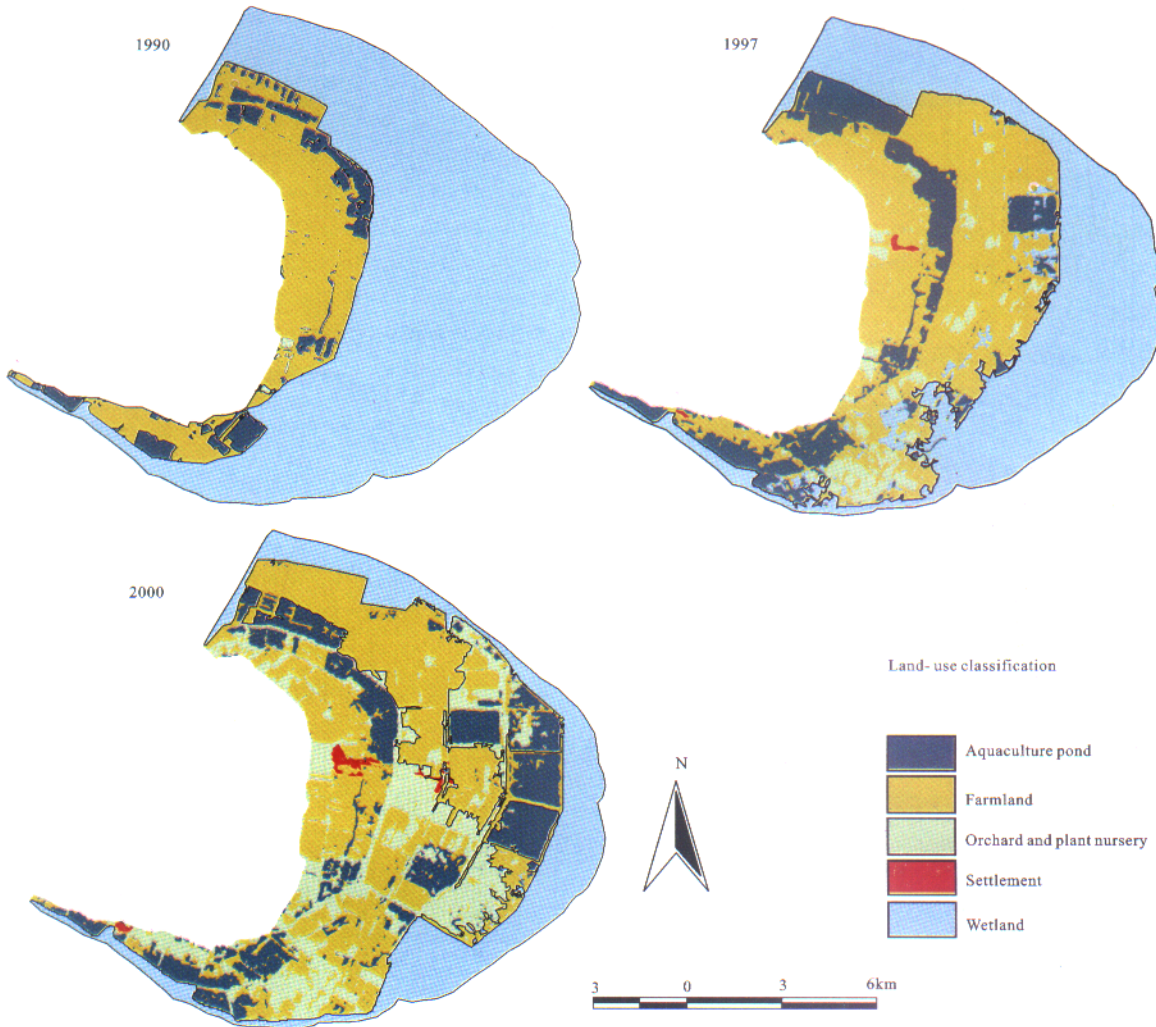 1990
1997
2000
Land- use classification
Aquaculture pond
Farmland
Orchard and plant nursery
Settlement
Wetland
N
3 0 3 6km